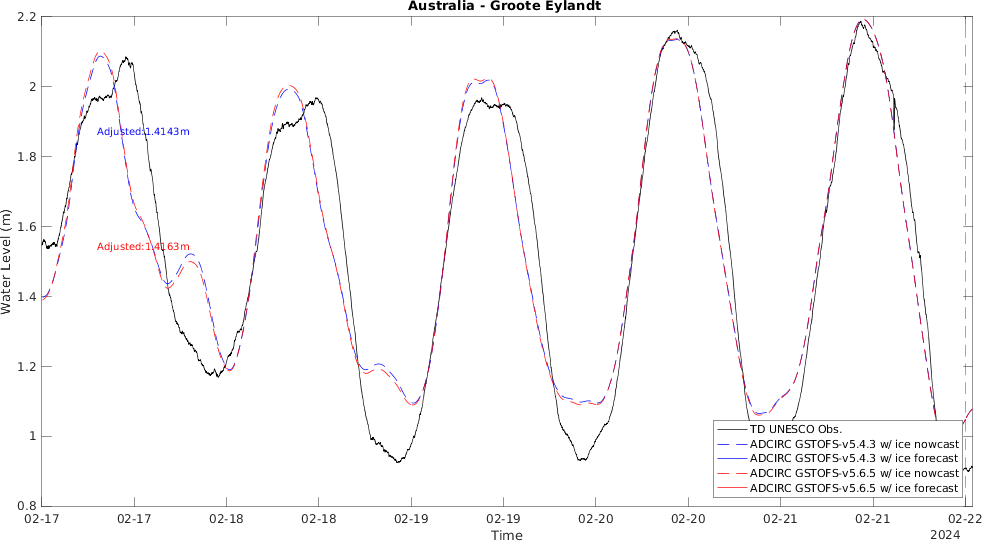 Australia - Groote Eylandt
2.2
2
1.8
1.6
1.4
1.2
1
0.8
Water Level (m)
Adjusted:1.4143m
Adjusted:1.4163m
TD UNESCO Obs.
ADCIRC GSTOFS-v5.4.3 w/ ice nowcast
ADCIRC GSTOFS-v5.4.3 w/ ice forecast
ADCIRC GSTOFS-v5.6.5 w/ ice nowcast
ADCIRC GSTOFS-v5.6.5 w/ ice forecast
02-17 02-17 02-18 02-18 02-19 02-19 02-20 02-20 02-21 02-21 02-22
Time
2024